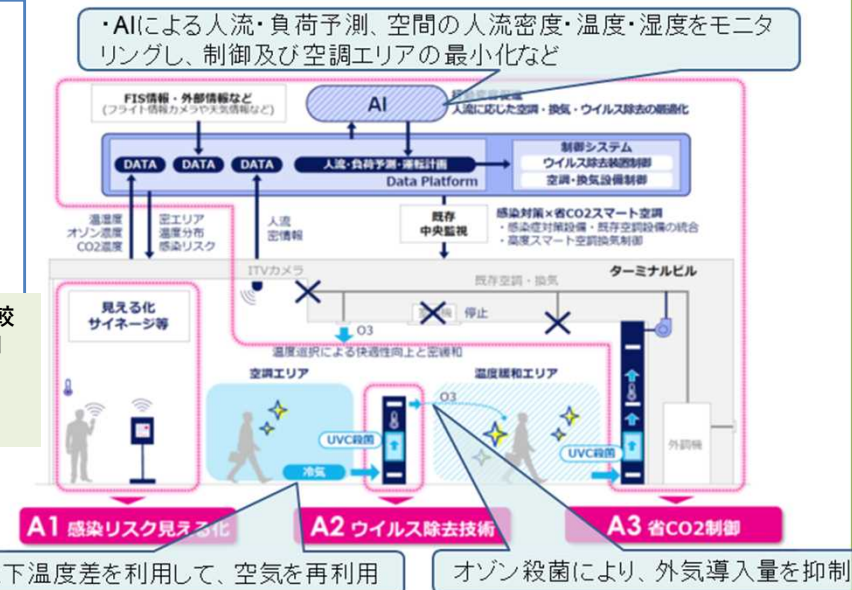 ・AIによる人流・負荷予測、空間の人流密度・温度・湿度をモニタ
リングし、制御及び空調エリアの最小化など
FIS情報・外部情報など
(フライト情報カメラや天気情報など)
AI
人流に応じた空調・換気・ウイルス除去の最適化
DATA
DATA
DATA
人流・負荷予測・運転計画
Data Platform
制御システム
ウイルス除去装置制御
空調・換気設備制御
温湿度
オゾン濃度
CO2濃度
密エリア
温度分布
感染リスク
人流
密情報
既存
中央監視
感染対策×省CO2スマート空調
・感染症対策設備・既存空調設備の統合
・高度スマート空調換気制御
ITVカメラ
既存空調・換気
ターミナルビル
較
見える化
サイネージ等
停止
O3
温度選択による快適性向上と密緩和
空調エリア
温度緩和エリア
O3
UVC殺菌
冷気
UVC殺菌
外調機
A1 感染リスク見える化
A2 ウイルス除去技術
A3 省CO2制御
下温度差を利用して、空気を再利用
オゾン殺菌により、外気導入量を抑制